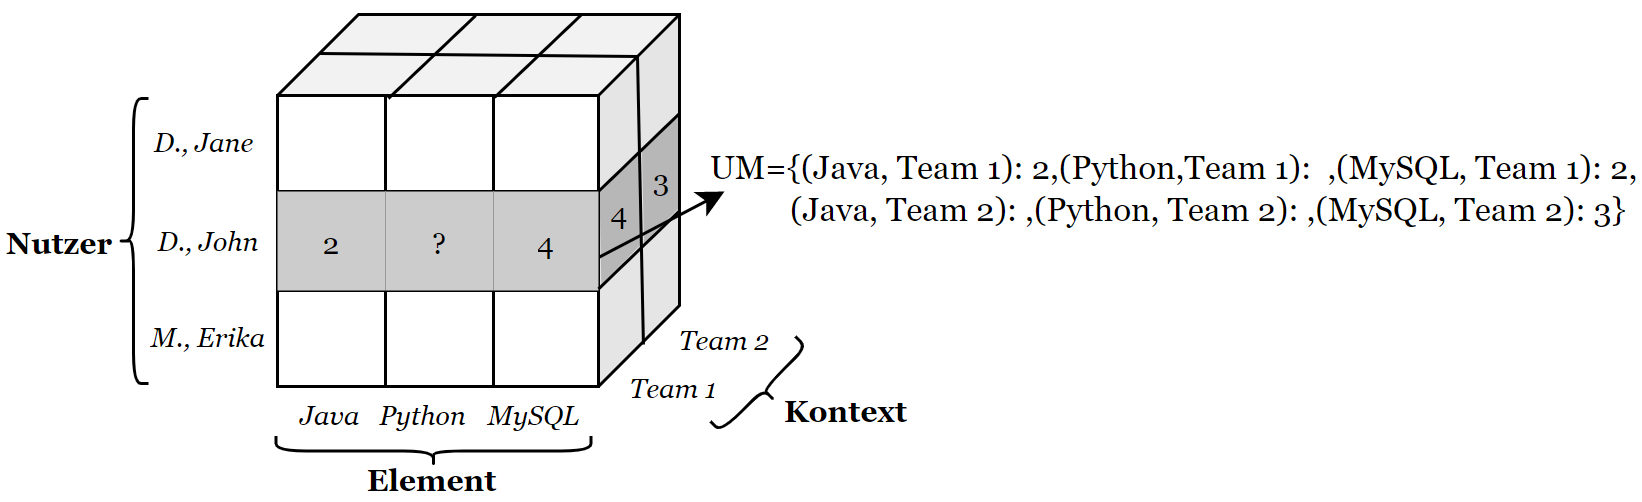 UM={(Java, Team 1): 2,(Python,Team 1):  ,(MySQL, Team 1): 2,
(Java, Team 2): ,(Python, Team 2): ,(MySQL, Team 2): 3}
Nutzer
D., Jane
D., John
M., Erika
2 ? 4
4 3
Java Python MySQL
Element
Team 2
Team 1
Kontext